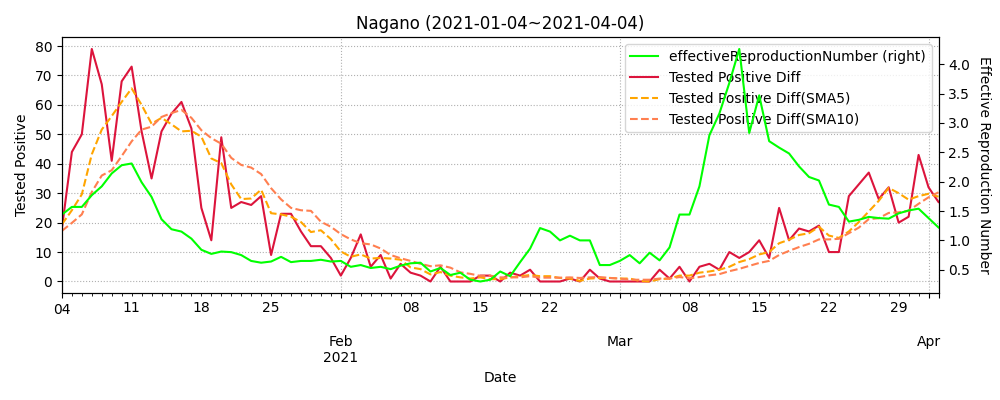 Nagano (2021-01-04~2021-04-04)
effectiveReproductionNumber (right)
Tested Positive Diff
Tested Positive Diff(SMA5)
Tested Positive Diff(SMA10)
Tested Positive
80
70
60
50
40
30
20
10
0
4.0
3.5
3.0
2.5
2.0
1.5
1.0
0.5
Effective Reproduction Number
04 11 18 25 08 15 22 08 15 22 29
Feb Mar Apr
2021
Date